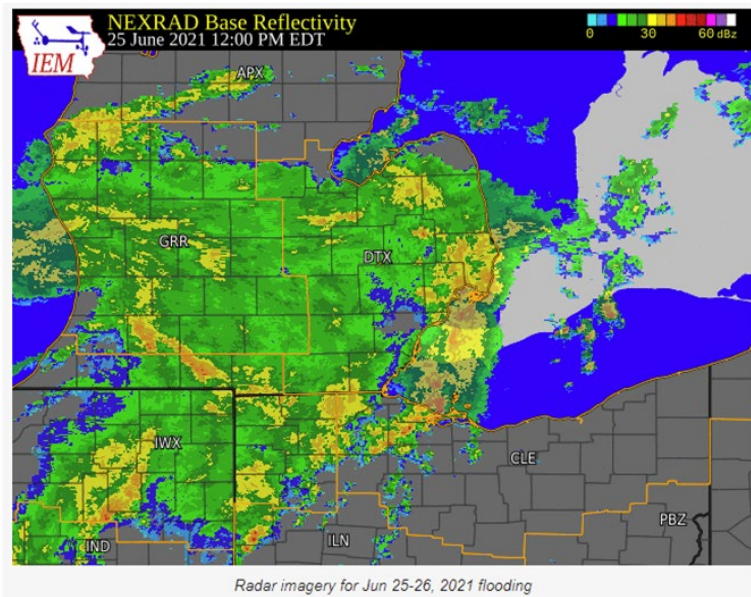 NEXRAD Base Reflectivity
25 June 2021 12:00 PM EDT
IEM
0 30 60 dBz
APX
GRR
DTX
IWX
CLE
PBZ
IND
ILN
Radar imagery for Jun 25-26, 2021 flooding